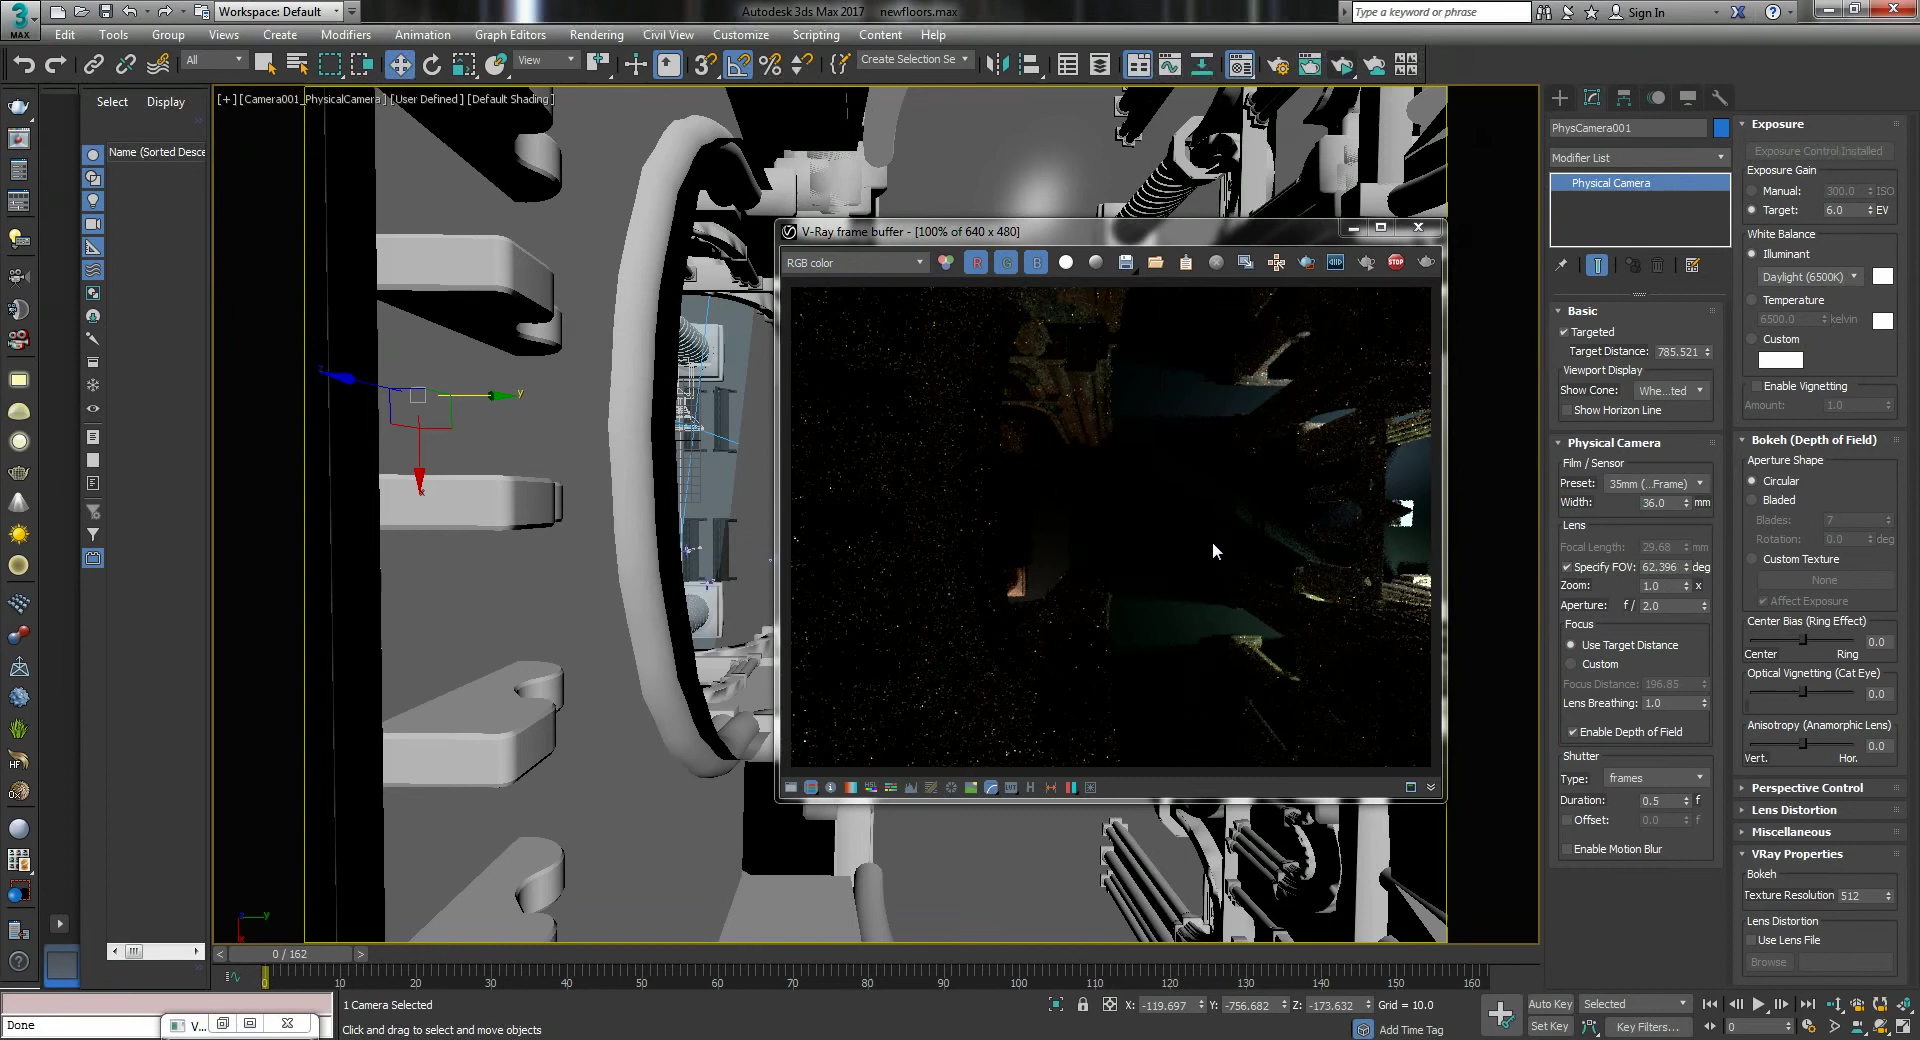 Workspace: Default
Autodesk 3ds Max 2017    newfloors.max
Type a keyword or phrase
Sign In
MAX
Edit Tools Group Views Create Modifiers Animation Graph Editors Rendering Civil View Customize Scripting Content Help
All
View
Create Selection Se
Select Display
[+] [Camera001_PhysicalCamera] [User Defined] [Default Shading]
Name (Sorted Desce
V-Ray frame buffer - [100% of 640 x 480]
RGB color
R G B
STOP
y
x
z
HF
PhysCamera001
Modifier List
Physical Camera
Basic
Targeted
Target Distance: 785.521
Viewport Display
Show Cone: Whe...ted
Show Horizon Line
Physical Camera
Film / Sensor
Preset: 35mm (...Frame)
Width: 36.0 mm
Lens
Focal Length: 29.68 mm
Specify FOV: 62.396 deg
Zoom: 1.0 x
Aperture: f / 2.0
Focus
Use Target Distance
Custom
Focus Distance: 196.85
Lens Breathing: 1.0
Enable Depth of Field
Shutter
Type: frames
Duration: 0.5 f
Offset: 0.0 f
Enable Motion Blur
Exposure
Exposure Control Installed
Exposure Gain
Manual: 300.0 ISO
Target: 6.0 EV
White Balance
Illuminant
Daylight (6500K)
Temperature
6500.0 kelvin
Custom
Enable Vignetting
Amount: 1.0
Bokeh (Depth of Field)
Aperture Shape
Circular
Bladed
Blades: 7
Rotation: 0.0 deg
Custom Texture
None
Affect Exposure
Center Bias (Ring Effect)
0.0
Center Ring
Optical Vignetting (Cat Eye)
0.0
Anisotropy (Anamorphic Lens)
0.0
Vert. Hor.
Perspective Control
Lens Distortion
Miscellaneous
VRay Properties
Bokeh
Texture Resolution 512
Lens Distortion
Use Lens File
Browse
0 / 162
0 10 20 30 40 50 60 70 80 90 100 110 120 130 140 150 160
1 Camera Selected
X: -119.697 Y: -756.682 Z: -173.632 Grid = 10.0
Auto Key Selected
Done
V...
Click and drag to select and move objects
Add Time Tag
Set Key Key Filters...
0